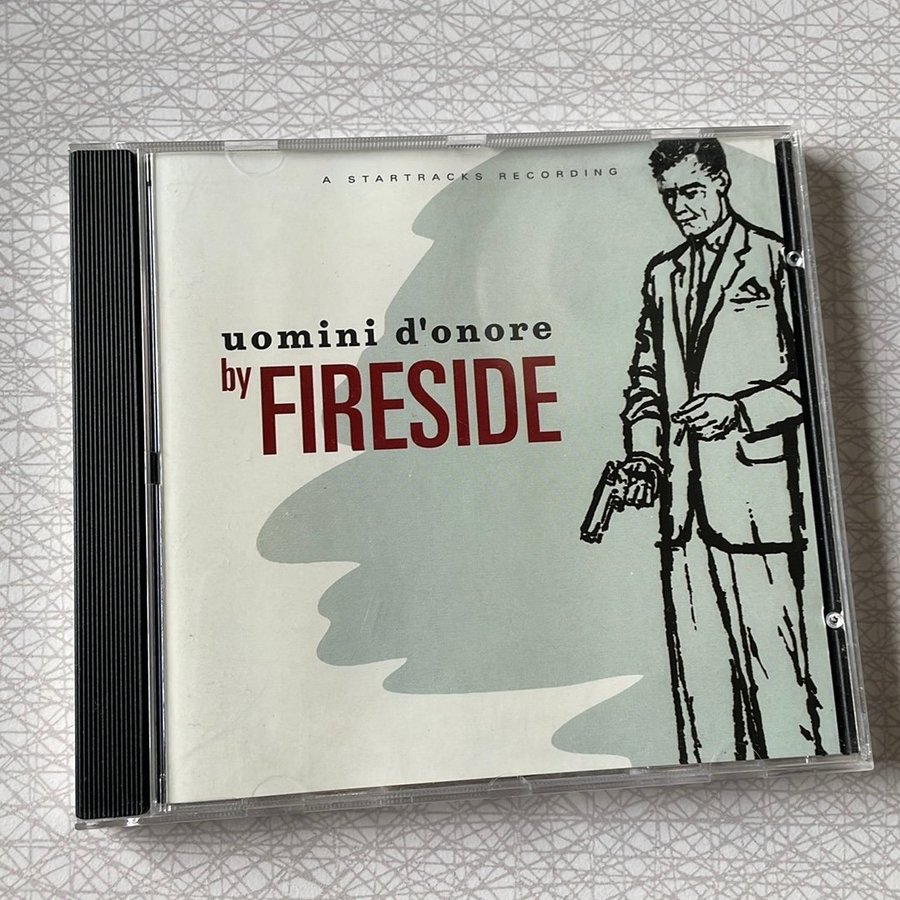 A STARTRACKS RECORDING
uomini d'onore
by FIRESIDE